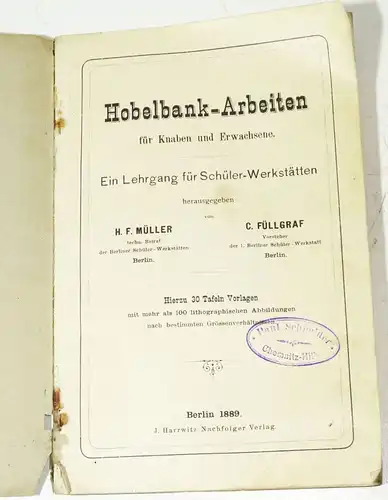 Hobelbank-Arbeiten
für Knaben und Erwachsene.
Ein Lehrgang für Schüler-Werkstätten
herausgegeben
von
H. F. MÜLLER
techn. Beirat
der Berliner Schüler-Werkstätten
Berlin.
C. FÜLLGRAF
Vorsteher
der 1. Berliner Schüler-Werkstatt
Berlin.
Hierzu 30 Tafeln Vorlagen
mit mehr als 100 lithographischen Abbildungen
nach bestimmten Grössenverhältnissen
Paul
Chemnitz
Berlin 1889.
J. Harrwitz Nachfolger Verlag.